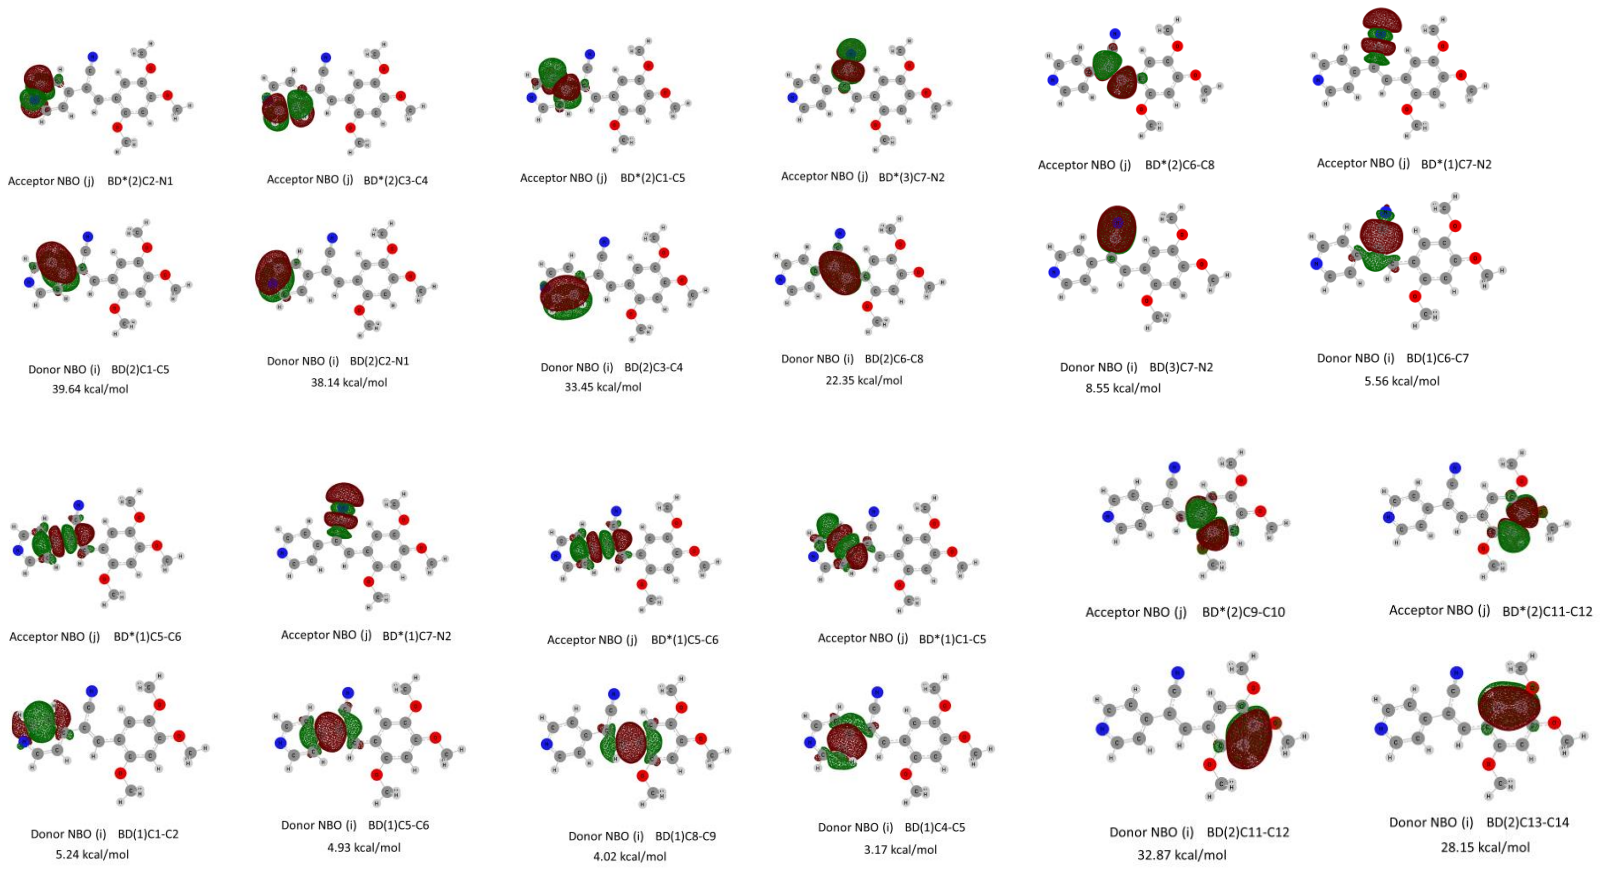 Acceptor NBO (j) BD*(2)C2-N1
Acceptor NBO (j) BD*(2)C3-C4
Acceptor NBO (j) BD*(2)C1-C5
Acceptor NBO (j) BD*(3)C7-N2
Acceptor NBO (j) BD*(2)C6-C8
Acceptor NBO (j) BD*(1)C7-N2
Donor NBO (i) BD(2)C1-C5
39.64 kcal/mol
Donor NBO (i) BD(2)C2-N1
38.14 kcal/mol
Donor NBO (i) BD(2)C3-C4
33.45 kcal/mol
Donor NBO (i) BD(2)C6-C8
22.35 kcal/mol
Donor NBO (i) BD(3)C7-N2
8.55 kcal/mol
Donor NBO (i) BD(1)C6-C7
5.56 kcal/mol
Acceptor NBO (j) BD*(1)C5-C6
Acceptor NBO (j) BD*(1)C7-N2
Acceptor NBO (j) BD*(1)C5-C6
Acceptor NBO (j) BD*(1)C1-C5
Acceptor NBO (j) BD*(2)C9-C10
Acceptor NBO (j) BD*(2)C11-C12
Donor NBO (i) BD(1)C1-C2
5.24 kcal/mol
Donor NBO (i) BD(1)C5-C6
4.93 kcal/mol
Donor NBO (i) BD(1)C8-C9
4.02 kcal/mol
Donor NBO (i) BD(1)C4-C5
3.17 kcal/mol
Donor NBO (i) BD(2)C11-C12
32.87 kcal/mol
Donor NBO (i) BD(2)C13-C14
28.15 kcal/mol